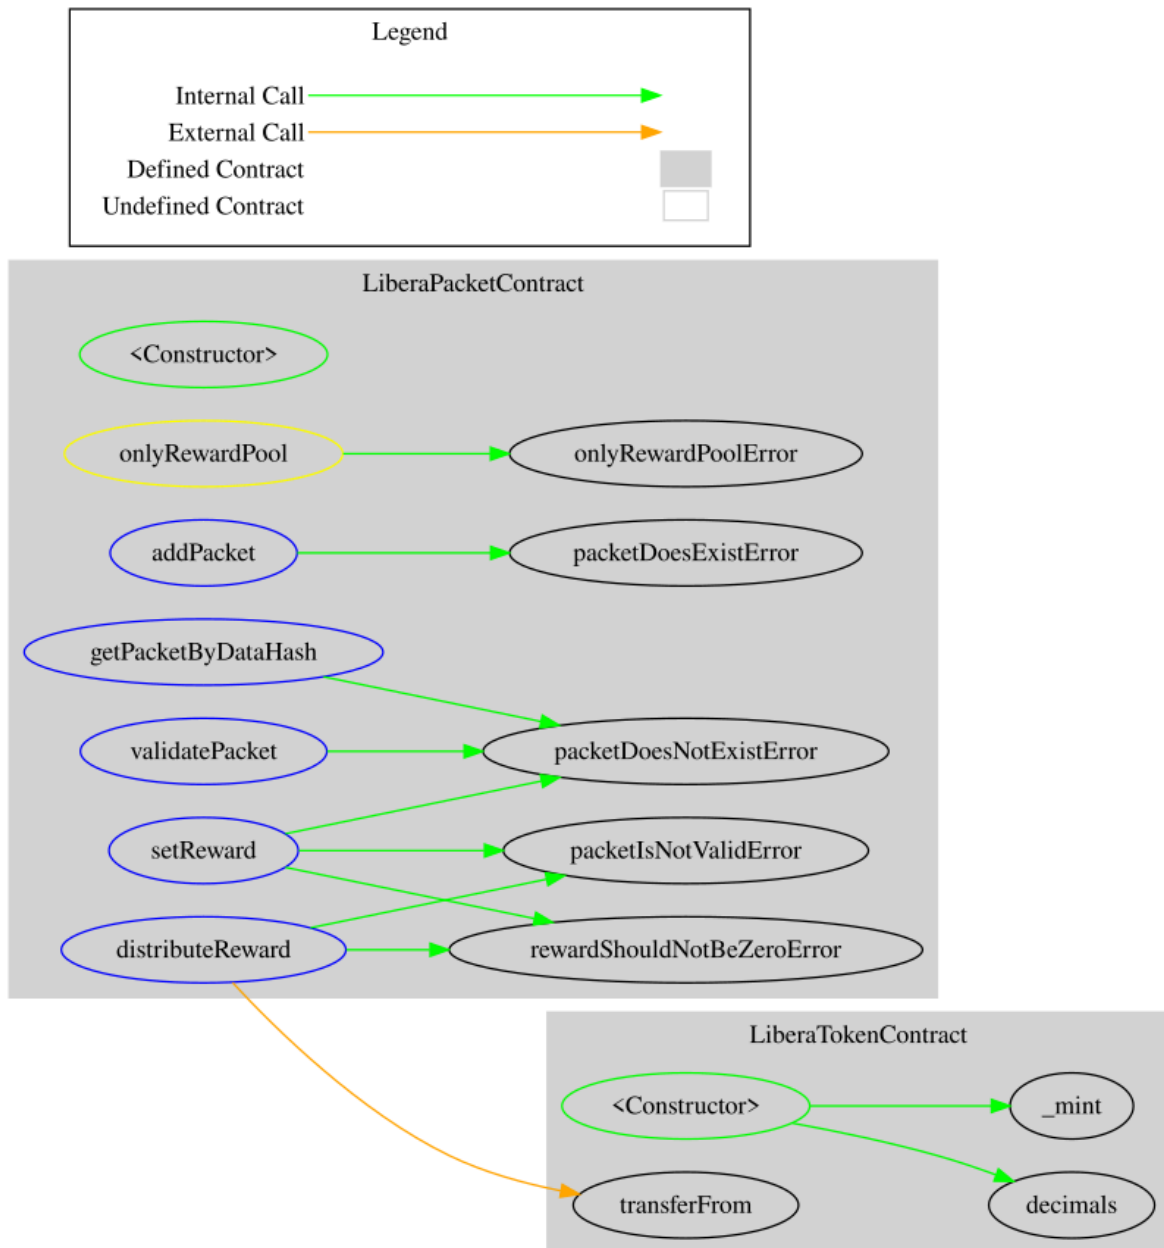 Legend
Internal Call
External Call
Defined Contract
Undefined Contract
LiberaPacketContract
<Constructor>
onlyRewardPool
onlyRewardPoolError
addPacket
packetDoesExistError
getPacketByDataHash
validatePacket
packetDoesNotExistError
setReward
packetIsNotValidError
distributeReward
rewardShouldNotBeZeroError
LiberaTokenContract
<Constructor>
_mint
transferFrom
decimals